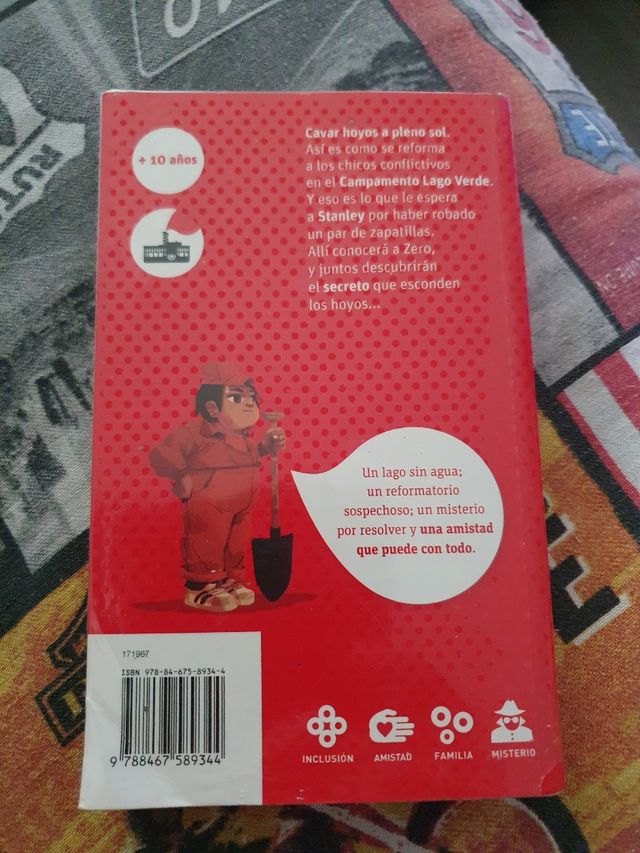 + 10 años
Cavar hoyos a pleno sol.
Así es como se reforma
a los chicos conflictivos
en el Campamento Lago Verde.
Y eso es lo que le espera
a Stanley por haber robado
un par de zapatillas.
Allí conocerá a Zero,
y juntos descubrirán
el secreto que esconden
los hoyos...
Un lago sin agua;
un reformatorio
sospechoso; un misterio
por resolver y una amistad
que puede con todo.
171987
ISBN 978-84-675-8934-4
9 788467 589344
INCLUSIÓN
AMISTAD
FAMILIA
MISTERIO